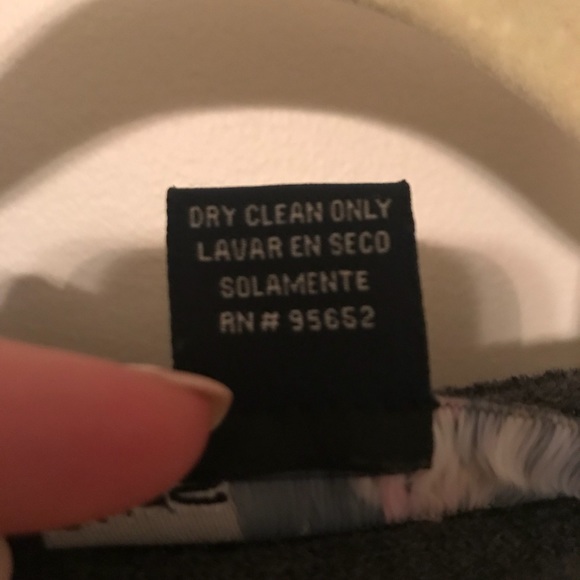 DRY CLEAN ONLY
LAVAR EN SECO
SOLAMENTE
RN # 95652